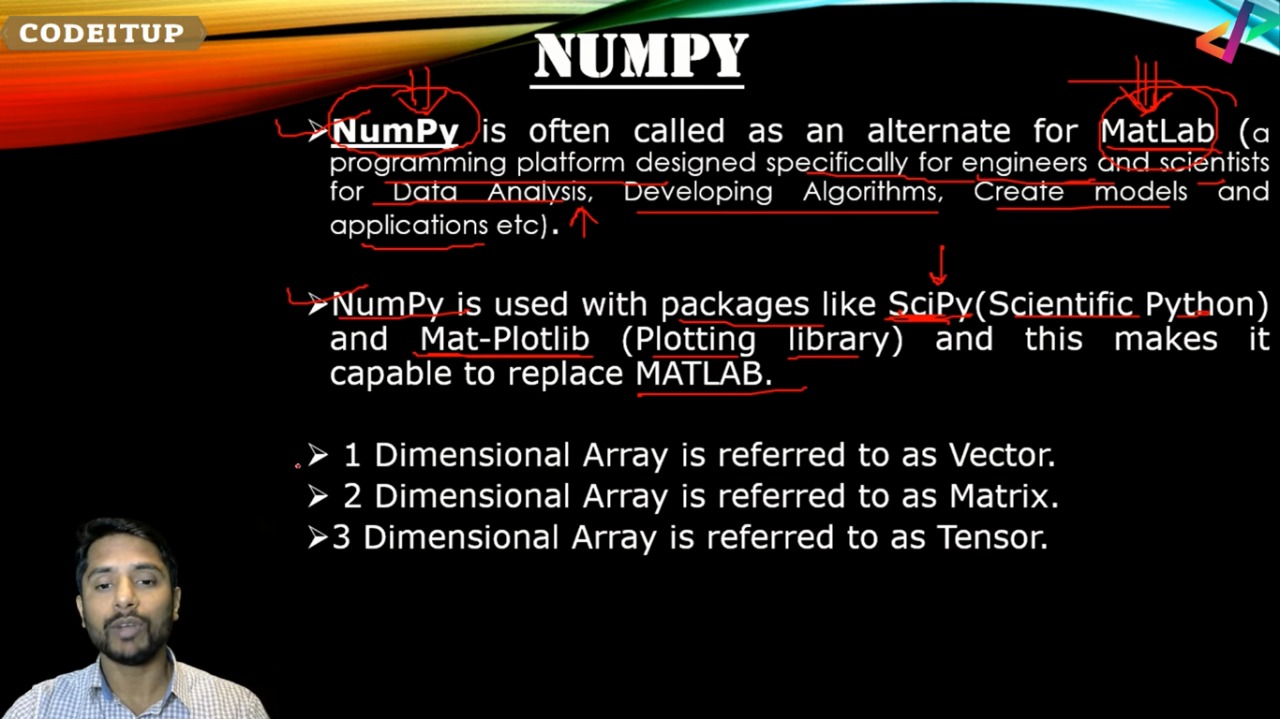 CODEITUP
NUMPY
➢NumPy is often called as an alternate for MatLab (a
programming platform designed specifically for engineers and scientists
for Data Analysis, Developing Algorithms, Create models and
applications etc).
➢NumPy is used with packages like SciPy(Scientific Python)
and Mat-Plotlib (Plotting library) and this makes it
capable to replace MATLAB.
➢ 1 Dimensional Array is referred to as Vector.
➢ 2 Dimensional Array is referred to as Matrix.
➢3 Dimensional Array is referred to as Tensor.